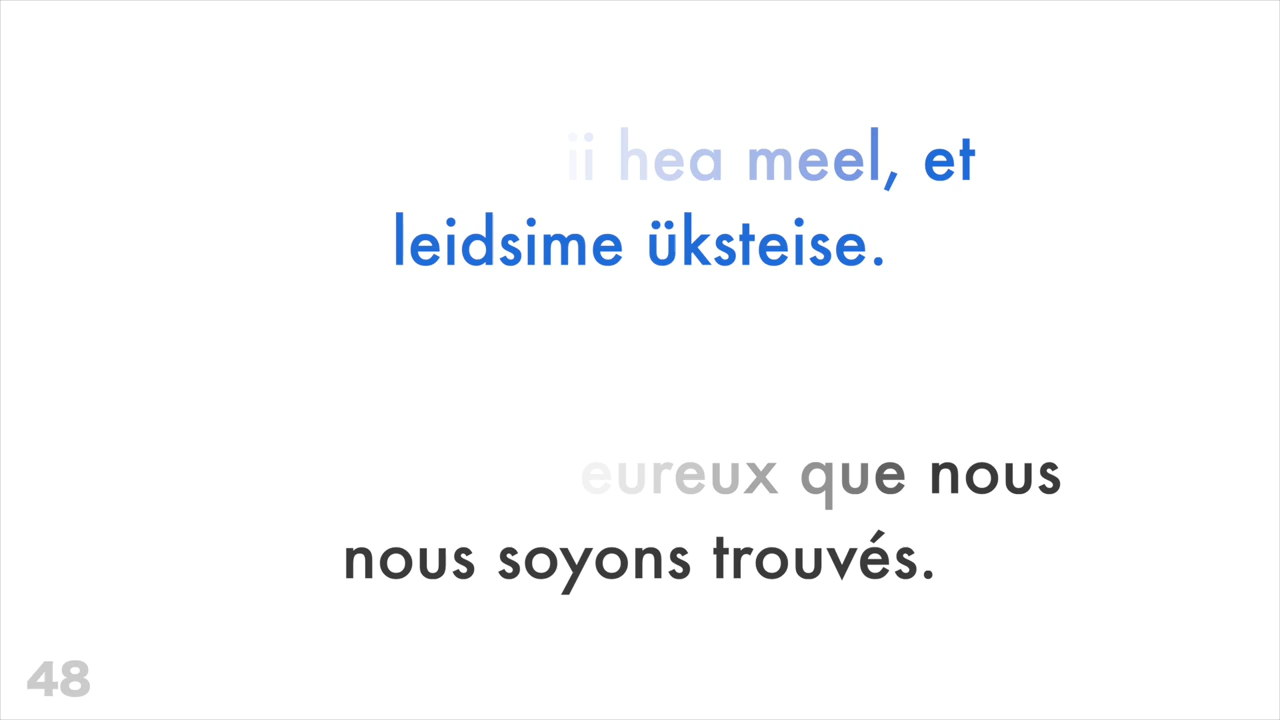 ii hea meel, et
leidsime üksteise.
eureux que nous
nous soyons trouvés.
48